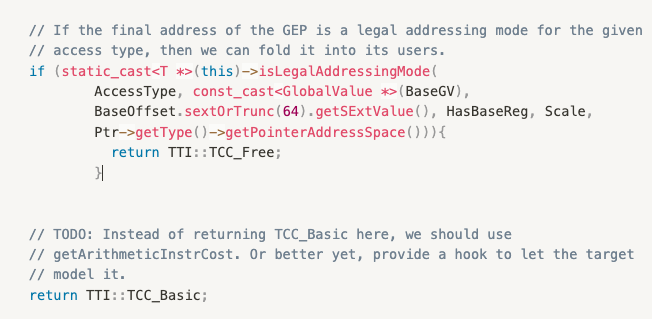 // If the final address of the GEP is a legal addressing mode for the given
// access type, then we can fold it into its users.
if (static_cast<T *>(this)->isLegalAddressingMode(
        AccessType, const_cast<GlobalValue *>(BaseGV),
        BaseOffset.sextOrTrunc(64).getSExtValue(), HasBaseReg, Scale,
        Ptr->getType()->getPointerAddressSpace())){
          return TTI::TCC_Free;
        }
// TODO: Instead of returning TCC_Basic here, we should use
// getArithmeticInstrCost. Or better yet, provide a hook to let the target
// model it.
return TTI::TCC_Basic;